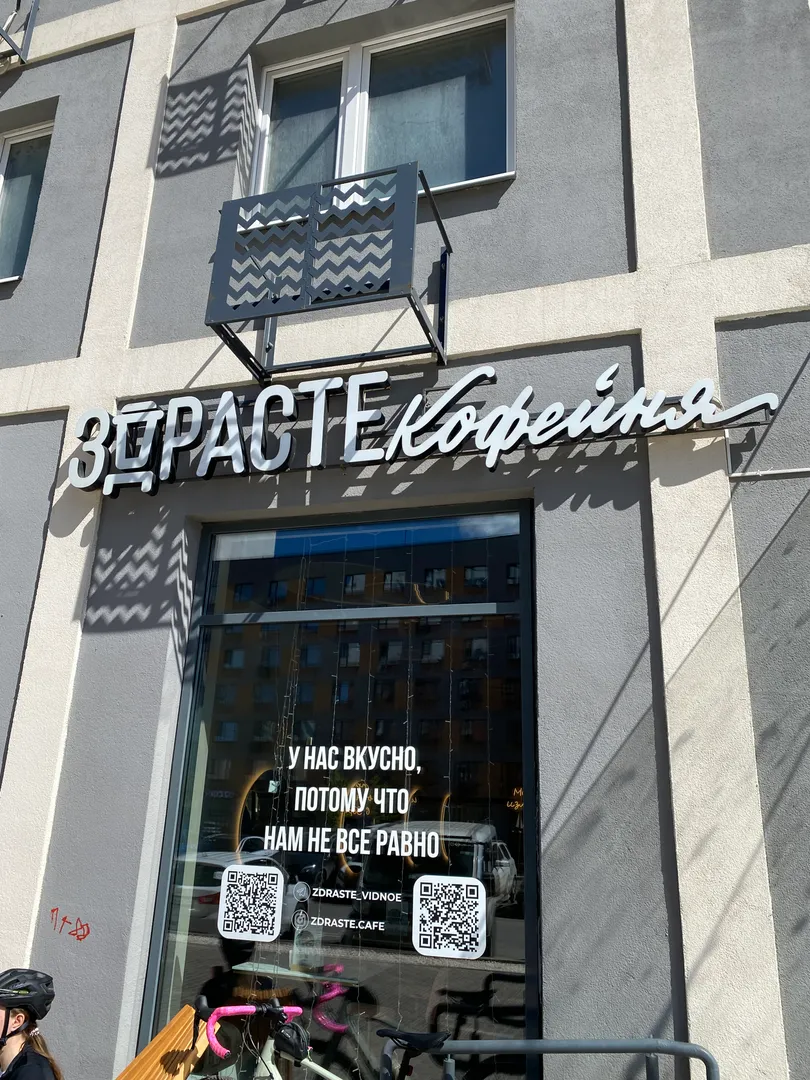 ЗДРАСТЕ Кофейня
У НАС ВКУСНО,
ПОТОМУ ЧТО
НАМ НЕ ВСЕ РАВНО
ZDRASTE_VIDNOE
ZDRASTE.CAFE